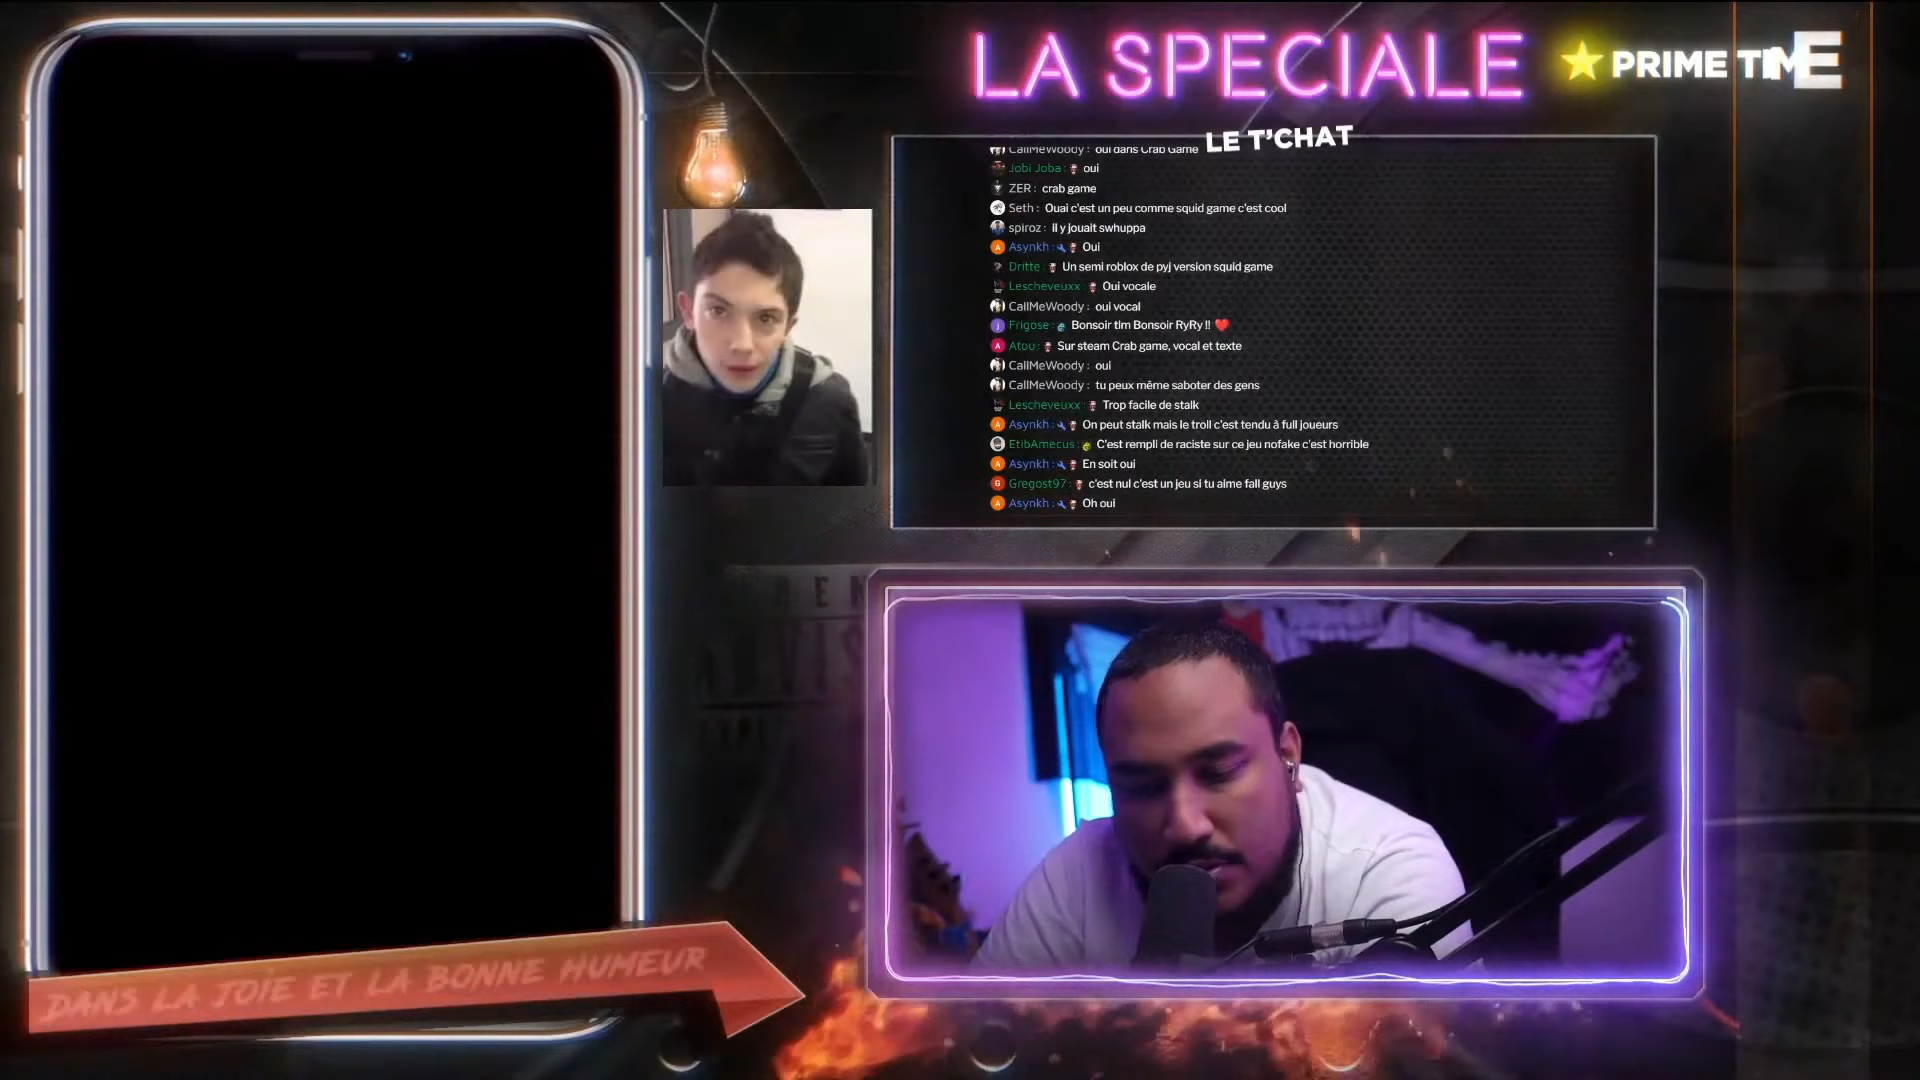 LA SPECIALE
PRIME TIME
LE T'CHAT
CallMeWoody : oui dans Crab Game
Jobi Joba : oui
ZER : crab game
Seth : Ouai c'est un peu comme squid game c'est cool
spiroz : il y jouait swhuppa
Asynkh : Oui
Dritte : Un semi roblox de pyj version squid game
Lescheveuxx : Oui vocale
CallMeWoody : oui vocal
Frigose : Bonsoir tlm Bonsoir RyRy !! ❤️
Atou : Sur steam Crab game, vocal et texte
CallMeWoody : oui
CallMeWoody : tu peux même saboter des gens
Lescheveuxx : Trop facile de stalk
Asynkh : On peut stalk mais le troll c'est tendu à full joueurs
EtibAmecus : C'est rempli de raciste sur ce jeu nofake c'est horrible
Asynkh : En soit oui
Gregost97 : c'est nul c'est un jeu si tu aime fall guys
Asynkh : Oh oui
DANS LA JOIE ET LA BONNE HUMEUR